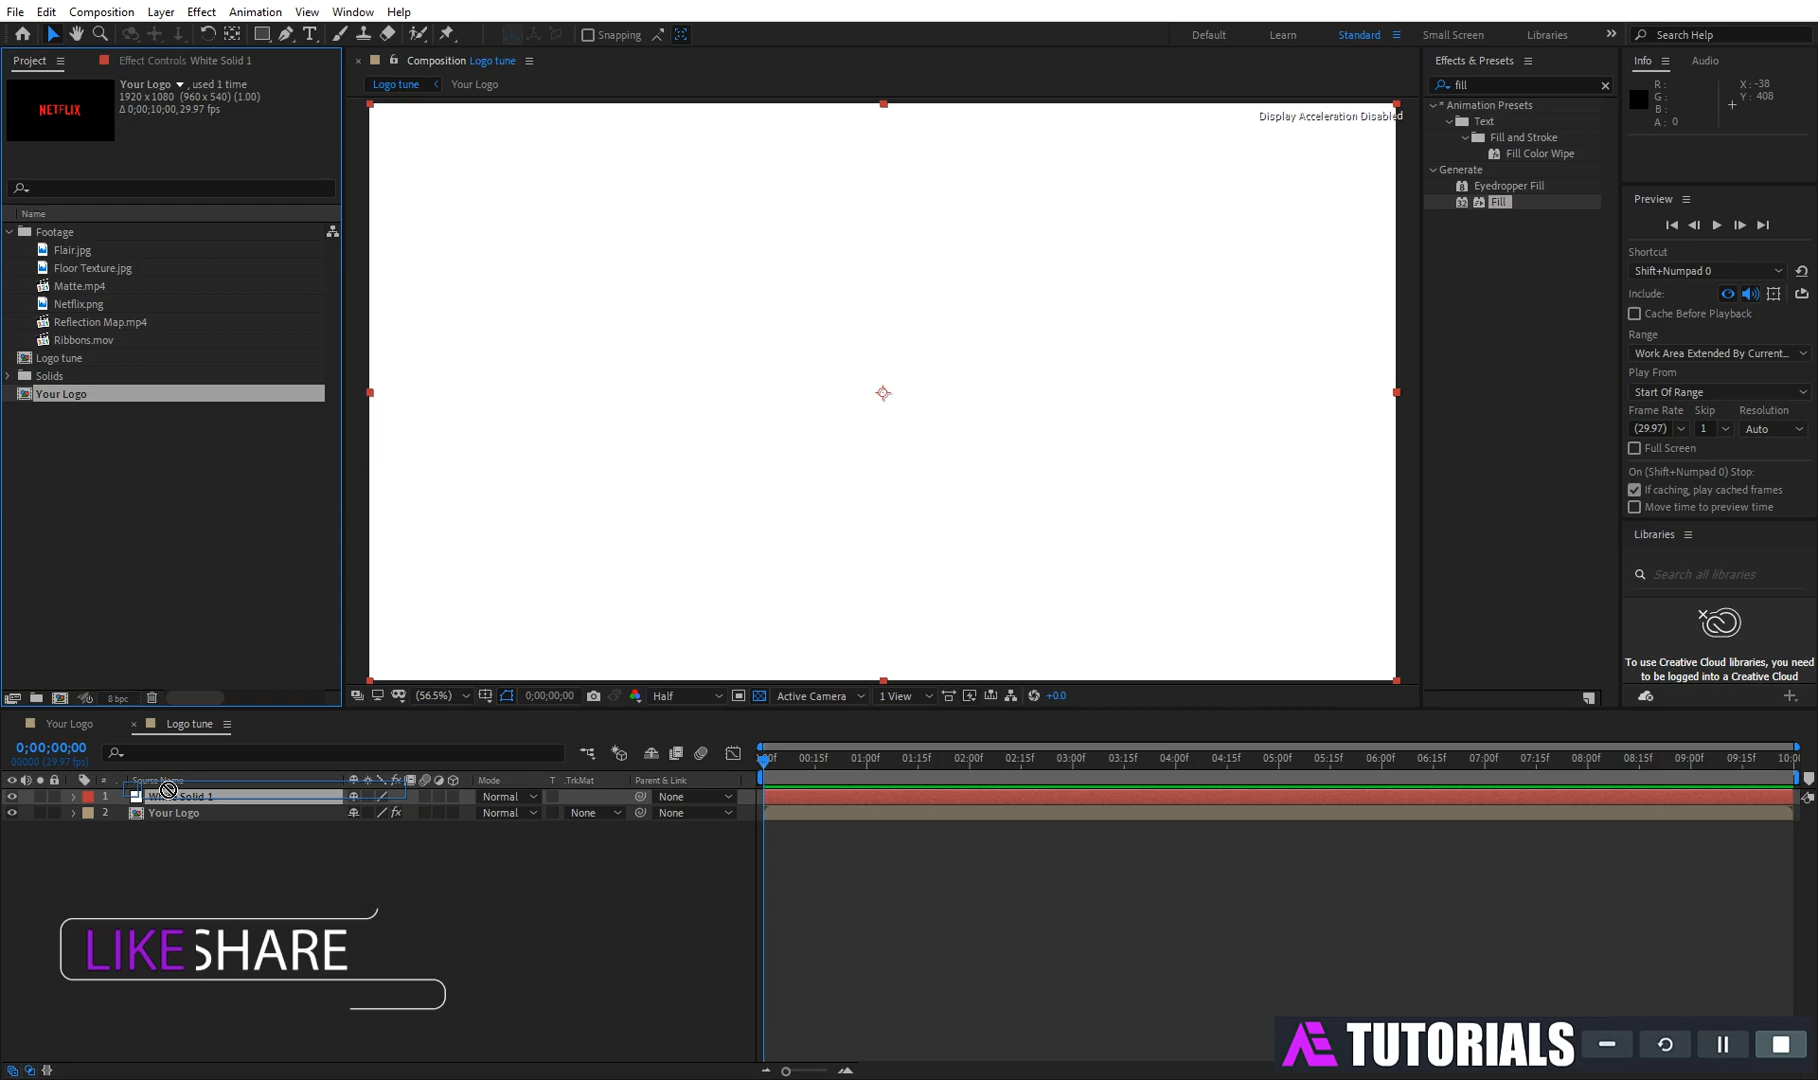 File Edit Composition Layer Effect Animation View Window Help
Snapping Default Learn Standard Small Screen Libraries Search Help
Project Effect Controls White Solid 1
Your Logo , used 1 time
1920 x 1080 (960 x 540) (1.00)
Δ 0;00;10;00, 29.97 fps
NETFLIX
Name
Footage
Flair.jpg
Floor Texture.jpg
Matte.mp4
Netflix.png
Reflection Map.mp4
Ribbons.mov
Logo tune
Solids
Your Logo
8 bpc
Composition Logo tune
Logo tune Your Logo
Display Acceleration Disabled
(56.5%) 0;00;00;00 Half Active Camera 1 View +0.0
Effects & Presets
fill
* Animation Presets
Text
Fill and Stroke
Fill Color Wipe
Generate
Eyedropper Fill
32 Fill
Info Audio
R :
G :
B :
A : 0
X : -38
Y : 408
Preview
Shortcut
Shift+Numpad 0
Include:
Cache Before Playback
Range
Work Area Extended By Current...
Play From
Start Of Range
Frame Rate Skip Resolution
(29.97) 1 Auto
Full Screen
On (Shift+Numpad 0) Stop:
If caching, play cached frames
Move time to preview time
Libraries
Search all libraries
To use Creative Cloud libraries, you need
to be logged into a Creative Cloud
Your Logo Logo tune
0;00;00;00
00000 (29.97 fps)
# Source Name fx Mode T .TrkMat Parent & Link
1 White Solid 1 Normal None
2 Your Logo fx Normal None None
00:15f 01:00f 01:15f 02:00f 02:15f 03:00f 03:15f 04:00f 04:15f 05:00f 05:15f 06:00f 06:15f 07:00f 07:15f 08:00f 08:15f 09:00f 09:15f 10:0
LIKE SHARE
AE TUTORIALS